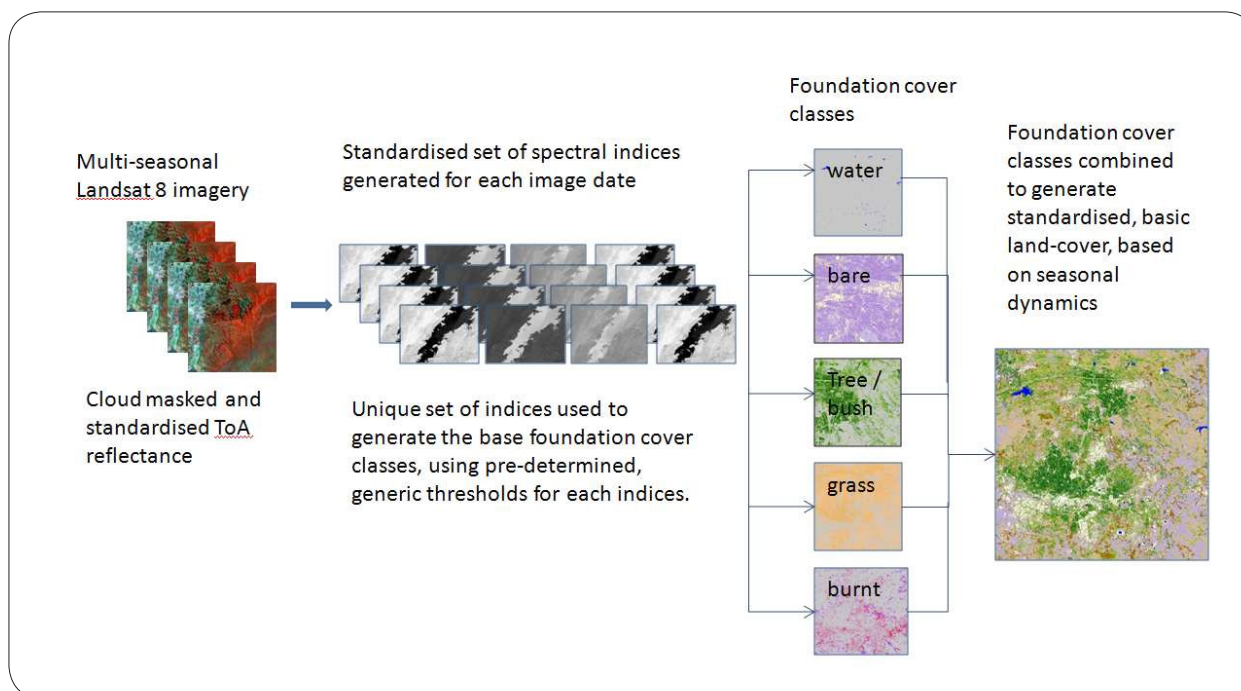 Multi-seasonal
Landsat 8 imagery
Cloud masked and
standardised ToA
reflectance
Standardised set of spectral indices
generated for each image date
Unique set of indices used to
generate the base foundation cover
classes, using pre-determined,
generic thresholds for each indices.
Foundation cover
classes
water
bare
Tree /
bush
grass
burnt
Foundation cover
classes combined
to generate
standardised, basic
land-cover, based
on seasonal
dynamics